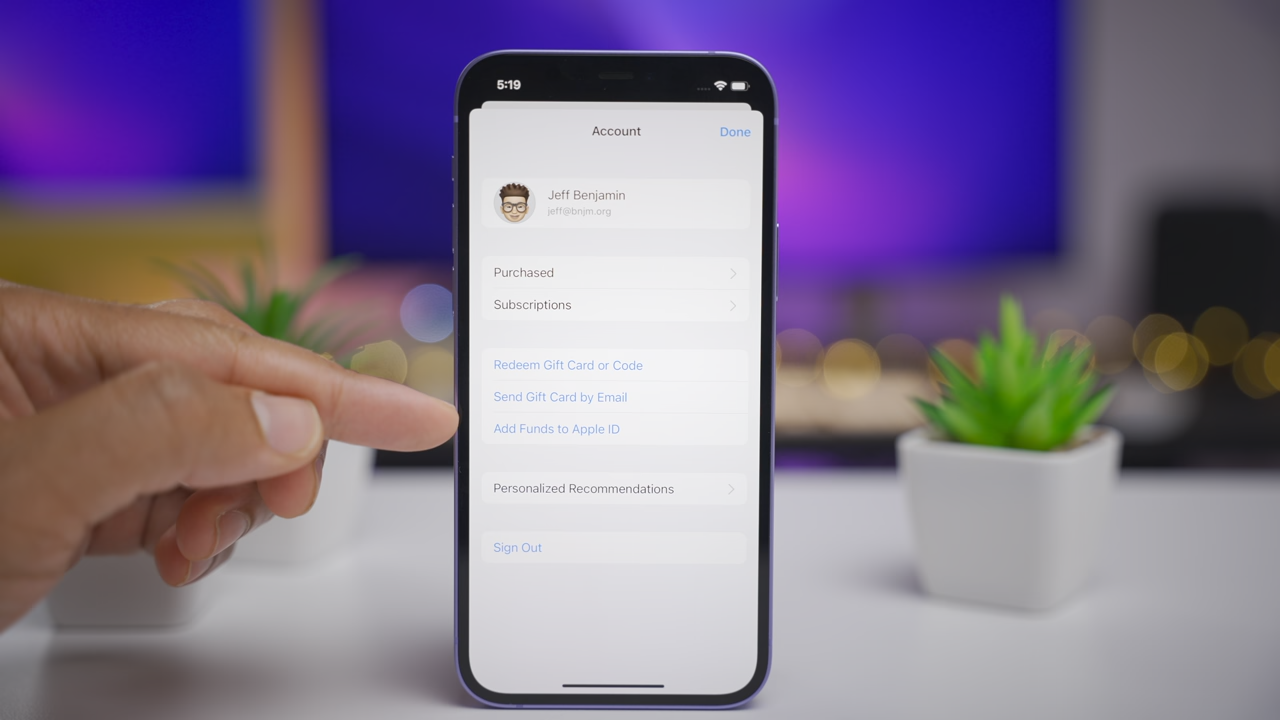 5:19
Account
Done
Jeff Benjamin
jeff@bnjm.org
Purchased
Subscriptions
Redeem Gift Card or Code
Send Gift Card by Email
Add Funds to Apple ID
Personalized Recommendations
Sign Out